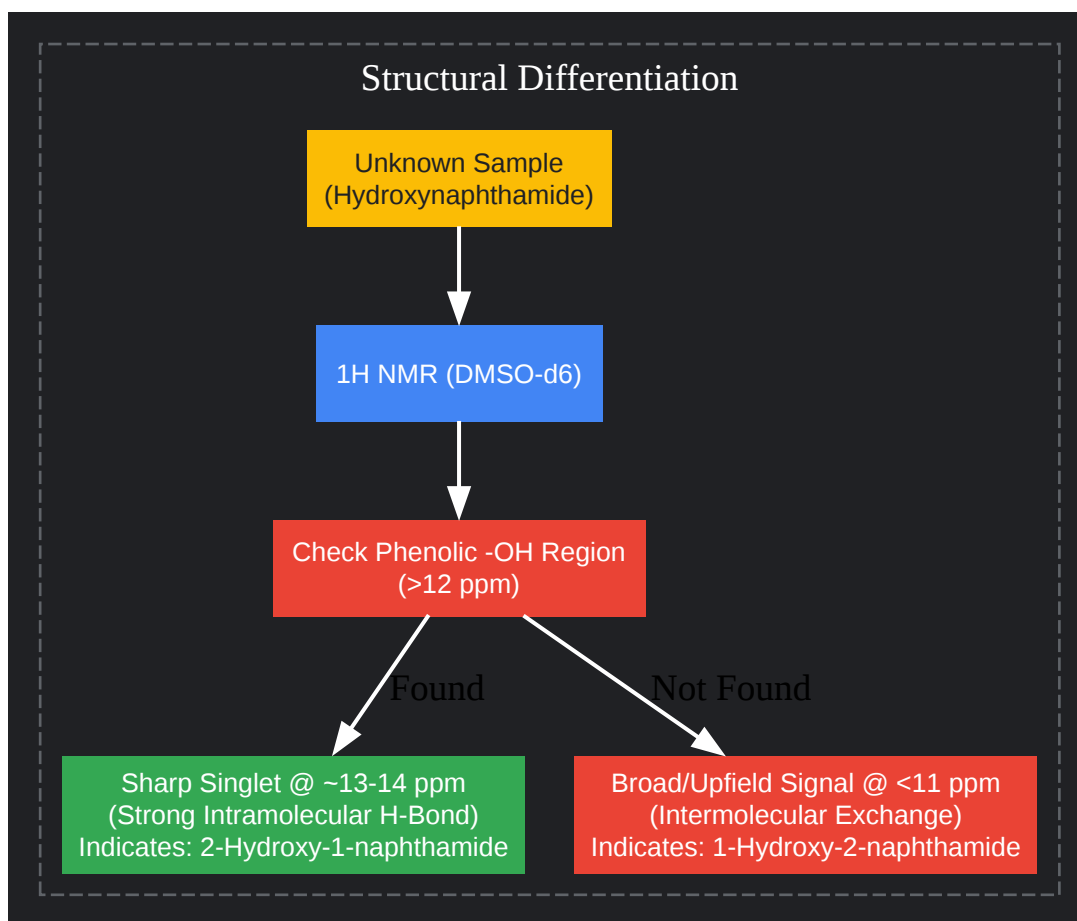 Structural Differentiation
Unknown Sample
(Hydroxynaphthamide)
1H NMR (DMSO-d6)
Check Phenolic -OH Region
(>12 ppm)
Found
Not Found
Sharp Singlet @ ~13-14 ppm
(Strong Intramolecular H-Bond)
Indicates: 2-Hydroxy-1-naphthamide
Broad/Upfield Signal @ <11 ppm
(Intermolecular Exchange)
Indicates: 1-Hydroxy-2-naphthamide